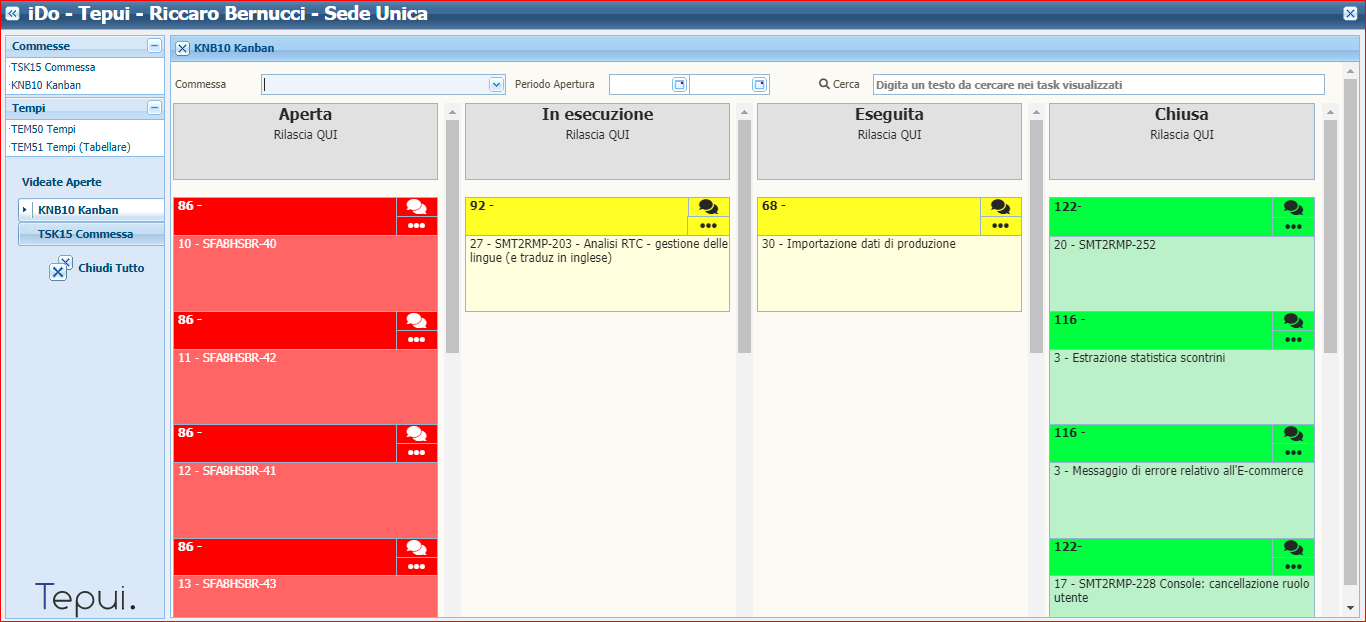 iDo - Tepui - Riccaro Bernucci - Sede Unica
Commesse
TSK15 Commessa
KNB10 Kanban
Tempi
TEM50 Tempi
TEM51 Tempi (Tabellare)
Videate Aperte
KNB10 Kanban
TSK15 Commessa
Chiudi Tutto
Tepui.
KNB10 Kanban
Commessa
Periodo Apertura
Cerca
Digita un testo da cercare nei task visualizzati
Aperta
Rilascia QUI
86 -
10 - SFA8HSBR-40
86 -
11 - SFA8HSBR-42
86 -
12 - SFA8HSBR-41
86 -
13 - SFA8HSBR-43
In esecuzione
Rilascia QUI
92 -
27 - SMT2RMP-203 - Analisi RTC - gestione delle
lingue (e traduz in inglese)
Eseguita
Rilascia QUI
68 -
30 - Importazione dati di produzione
Chiusa
Rilascia QUI
122-
20 - SMT2RMP-252
116 -
3 - Estrazione statistica scontrini
116 -
3 - Messaggio di errore relativo all'E-commerce
122-
17 - SMT2RMP-228 Console: cancellazione ruolo
utente